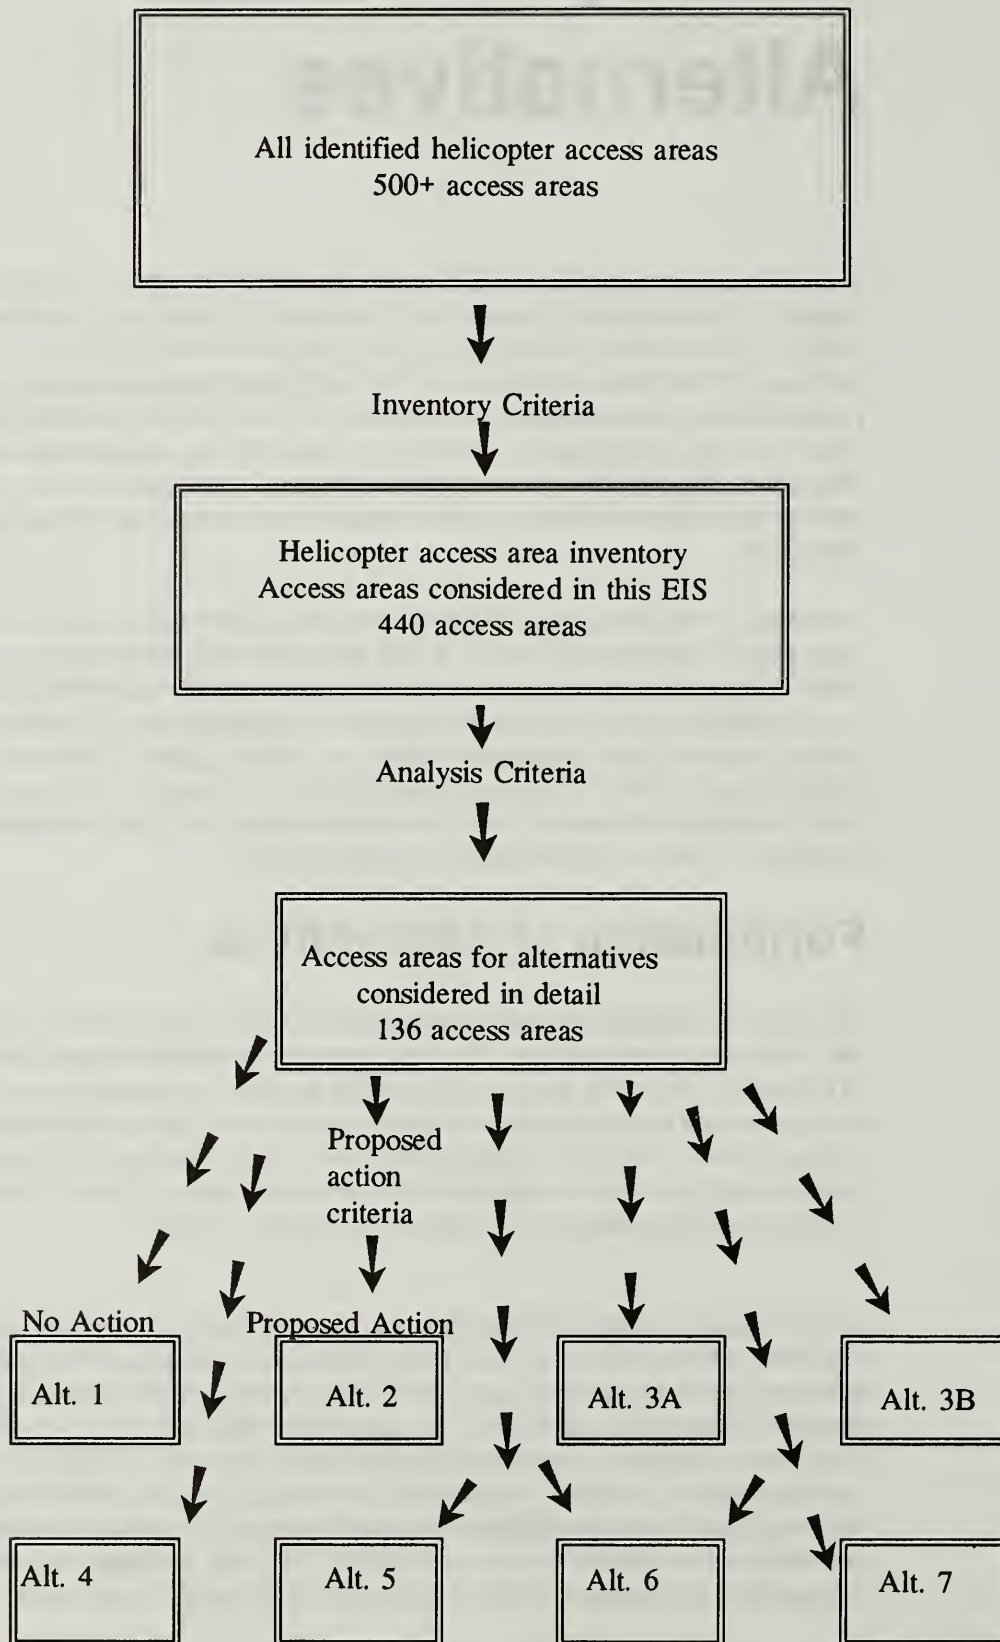 All identified helicopter access areas
500+ access areas
Inventory Criteria
Helicopter access area inventory
Access areas considered in this EIS
440 access areas
Analysis Criteria
Access areas for alternatives
considered in detail
136 access areas
Proposed
action
criteria
No Action
Proposed Action
Alt. 1
Alt. 2
Alt. 3A
Alt. 3B
Alt. 4
Alt. 5
Alt. 6
Alt. 7